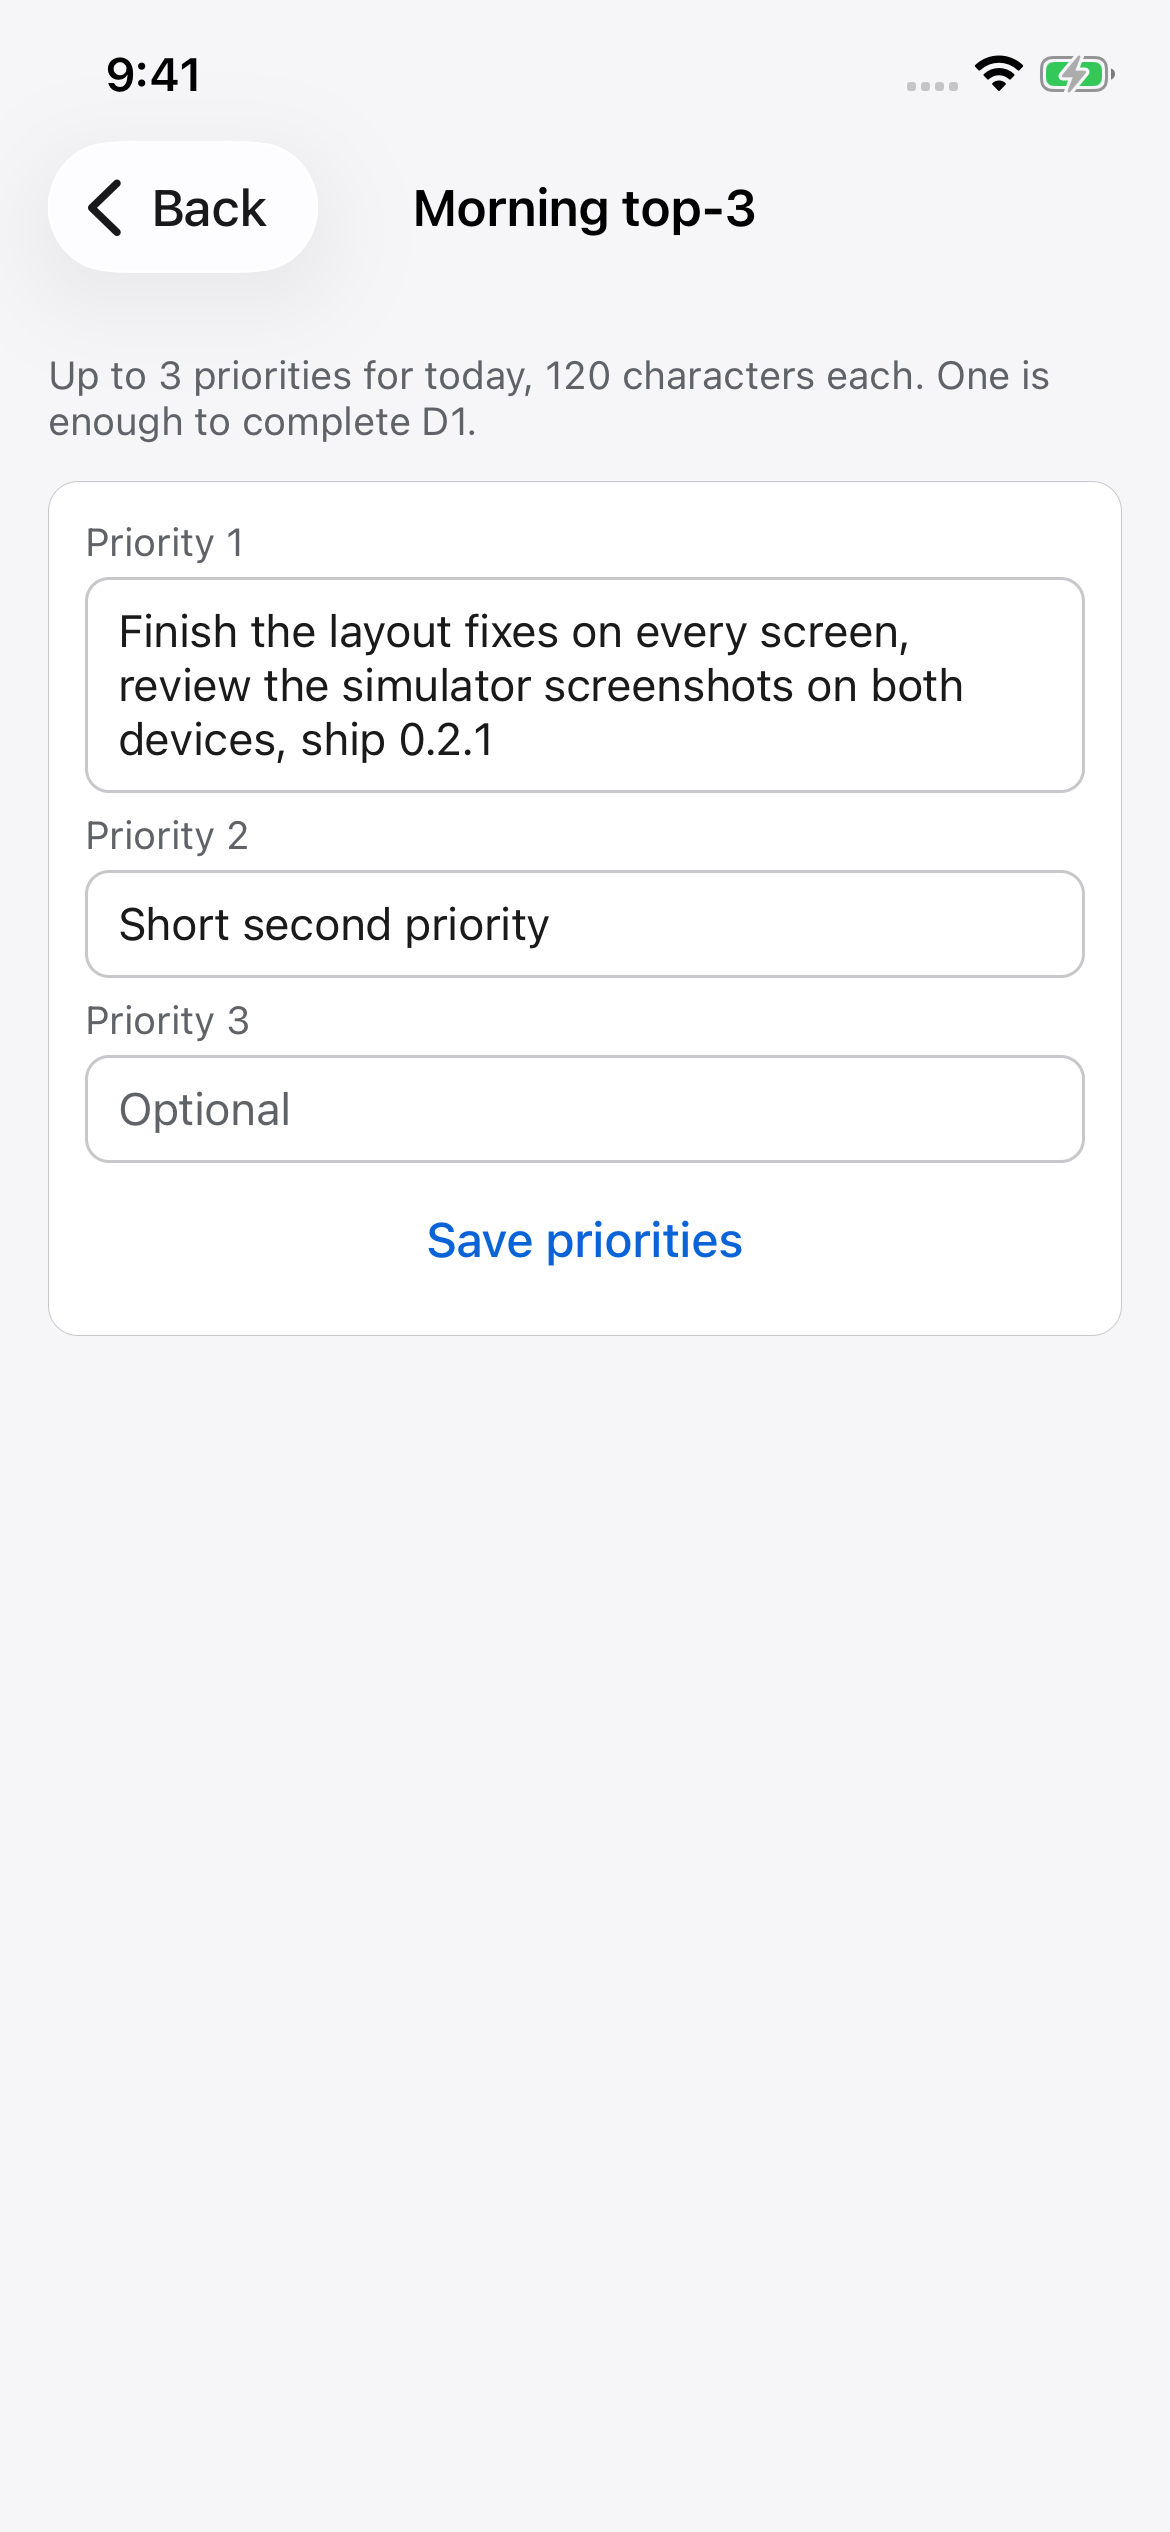 9:41
Back
Morning top-3
Up to 3 priorities for today, 120 characters each. One is
enough to complete D1.
Priority 1
Finish the layout fixes on every screen,
review the simulator screenshots on both
devices, ship 0.2.1
Priority 2
Short second priority
Priority 3
Optional
Save priorities